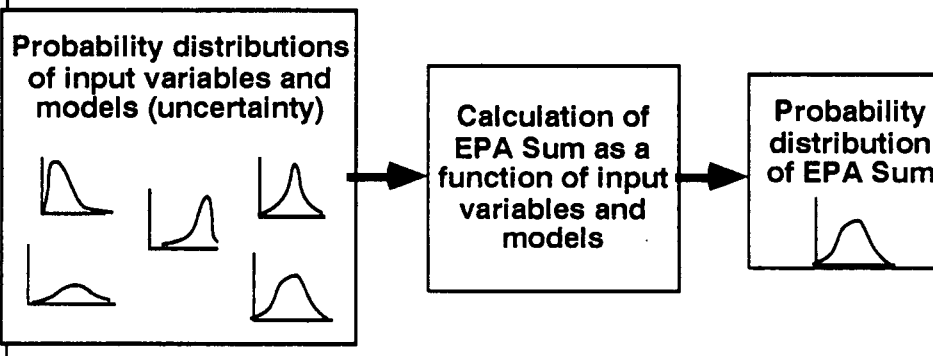 Probability distributions
of input variables and
models (uncertainty)
Calculation of
EPA Sum as a
function of input
variables and
models
Probability
distribution
of EPA Sum